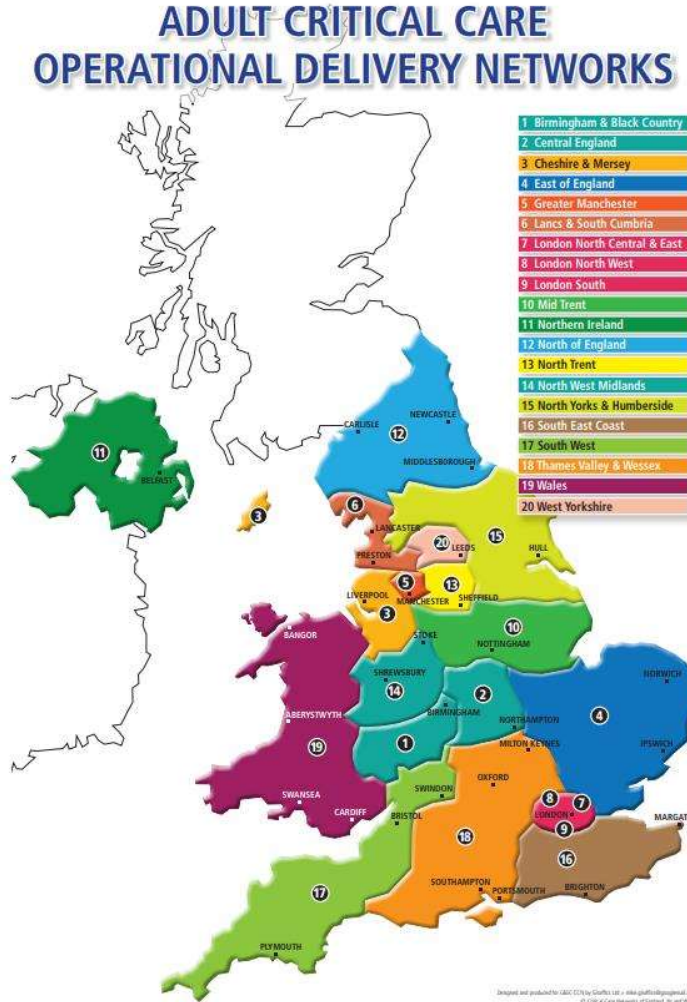 ADULT CRITICAL CARE
OPERATIONAL DELIVERY NETWORKS
1 Birmingham & Black Country
2 Central England
3 Cheshire & Mersey
4 East of England
5 Greater Manchester
6 Lancs & South Cumbria
7 London North Central & East
8 London North West
9 London South
10 Mid Trent
11 Northern Ireland
12 North of England
13 North Trent
14 North West Midlands
15 North Yorks & Humberside
16 South East Coast
17 South West
18 Thames Valley & Wessex
19 Wales
20 West Yorkshire
NEWCASTLE
CARLISLE
12
MIDDLESBOROUGH
11
BELFAST
3
6
LANCASTER
15
20
LEEDS
HULL
PRESTON
5
13
LIVERPOOL
MANCHESTER
SHEFFIELD
3
10
BANGOR
STOKE
NOTTINGHAM
SHREWSBURY
NORWICH
14
2
BIRMINGHAM
4
ABERYSTWYTH
NORTHAMPTON
19
1
MILTON KEYNES
IPSWICH
OXFORD
SWANSEA
SWINDON
8
7
CARDIFF
BRISTOL
LONDON
MARGAT
9
18
16
17
SOUTHAMPTON
PORTSMOUTH
BRIGHTON
PLYMOUTH